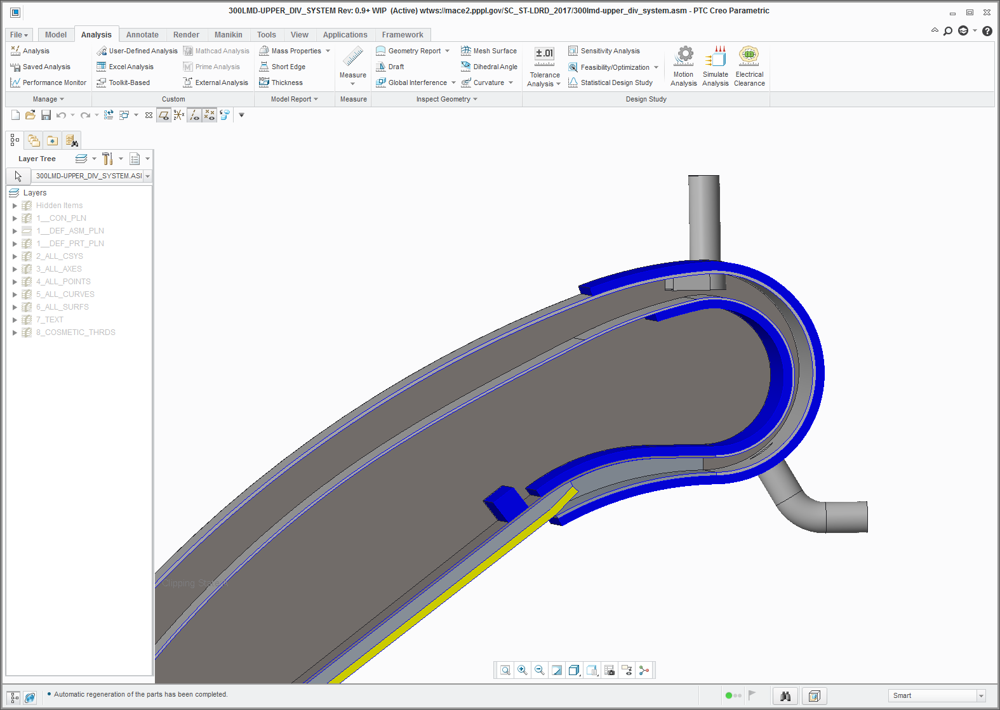 300LMD-UPPER_DIV_SYSTEM Rev: 0.9+ WIP (Active) wtws://mace2.pppl.gov/SC_ST-LDRD_2017/300lmd-upper_div_system.asm - PTC Creo Parametric
File Model Analysis Annotate Render Manikin Tools View Applications Framework
Analysis User-Defined Analysis Mathcad Analysis Mass Properties Geometry Report Mesh Surface Sensitivity Analysis
Saved Analysis Excel Analysis Prime Analysis Short Edge Draft Dihedral Angle Feasibility/Optimization
Performance Monitor Toolkit-Based External Analysis Thickness Global Interference Curvature Statistical Design Study
Measure
±.01
Tolerance Analysis
Motion Analysis
Simulate Analysis
Electrical Clearance
Manage Custom Model Report Measure Inspect Geometry Design Study
Layer Tree
300LMD-UPPER_DIV_SYSTEM.ASI
Layers
Hidden Items
1__CON_PLN
1__DEF_ASM_PLN
1__DEF_PRT_PLN
2_ALL_CSYS
3_ALL_AXES
4_ALL_POINTS
5_ALL_CURVES
6_ALL_SURFS
7_TEXT
8_COSMETIC_THRDS
Clipping
Automatic regeneration of the parts has been completed.
Smart